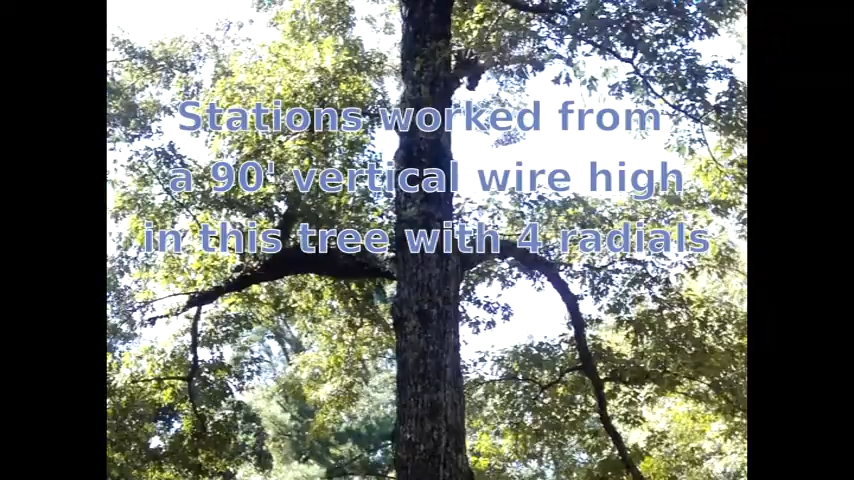 Stations worked from
a 90' vertical wire high
in this tree with 4 radials